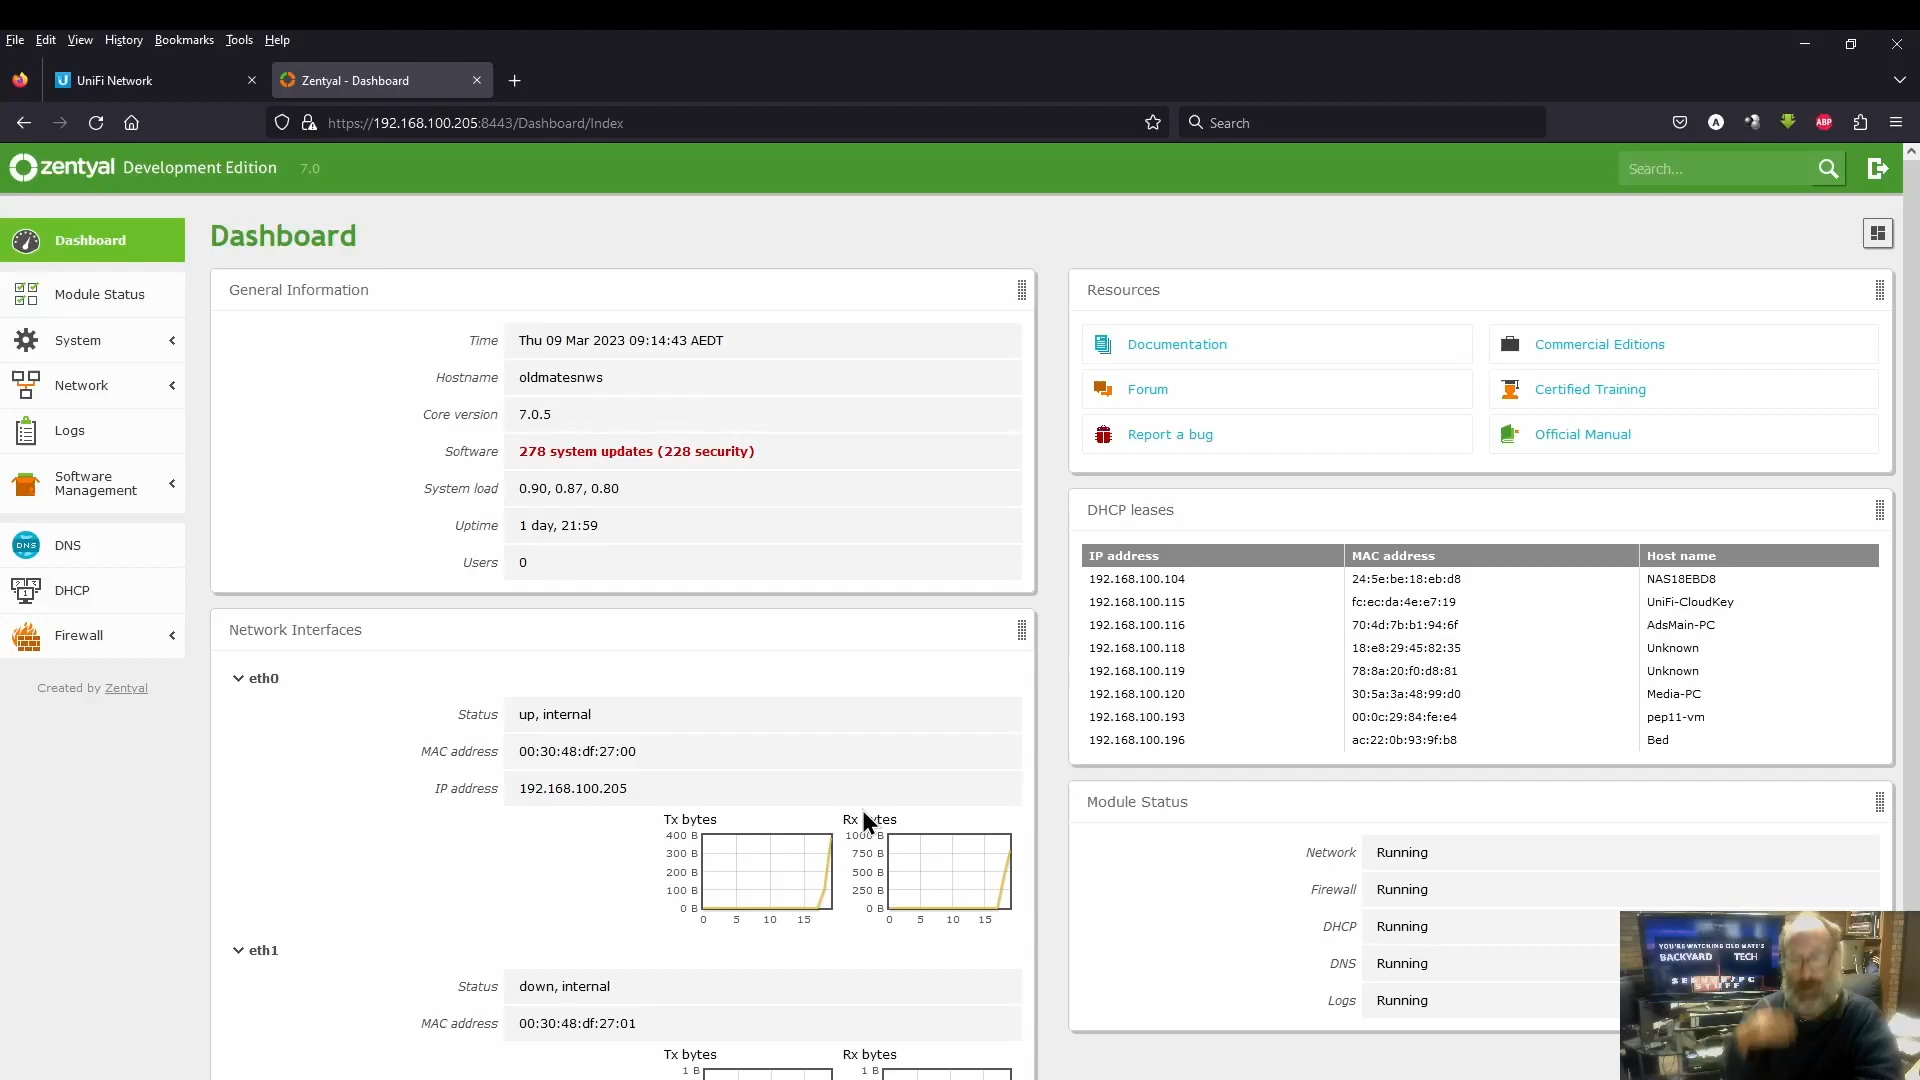 File Edit View History Bookmarks Tools Help
UniFi Network
Zentyal - Dashboard
https://192.168.100.205:8443/Dashboard/Index
Search
ABP
zentyal Development Edition 7.0
Search...
Dashboard
Module Status
System
Network
Logs
Software
Management
DNS
DNS
DHCP
Firewall
Created by Zentyal
Dashboard
General Information
Time Thu 09 Mar 2023 09:14:43 AEDT
Hostname oldmatesnws
Core version 7.0.5
Software 278 system updates (228 security)
System load 0.90, 0.87, 0.80
Uptime 1 day, 21:59
Users 0
Network Interfaces
eth0
Status up, internal
MAC address 00:30:48:df:27:00
IP address 192.168.100.205
Tx bytes
400 B
300 B
200 B
100 B
0 B
0 5 10 15
Rx bytes
1000 B
750 B
500 B
250 B
0 B
0 5 10 15
eth1
Status down, internal
MAC address 00:30:48:df:27:01
Tx bytes
1 B
Rx bytes
1 B
Resources
Documentation
Commercial Editions
Forum
Certified Training
Report a bug
Official Manual
DHCP leases
IP address MAC address Host name
192.168.100.104 24:5e:be:18:eb:d8 NAS18EBD8
192.168.100.115 fc:ec:da:4e:e7:19 UniFi-CloudKey
192.168.100.116 70:4d:7b:b1:94:6f AdsMain-PC
192.168.100.118 18:e8:29:45:82:35 Unknown
192.168.100.119 78:8a:20:f0:d8:81 Unknown
192.168.100.120 30:5a:3a:48:99:d0 Media-PC
192.168.100.193 00:0c:29:84:fe:e4 pep11-vm
192.168.100.196 ac:22:0b:93:9f:b8 Bed
Module Status
Network Running
Firewall Running
DHCP Running
DNS Running
Logs Running
YOU'RE WATCHING OLD MATE'S
BACKYARD TECH
STUFF